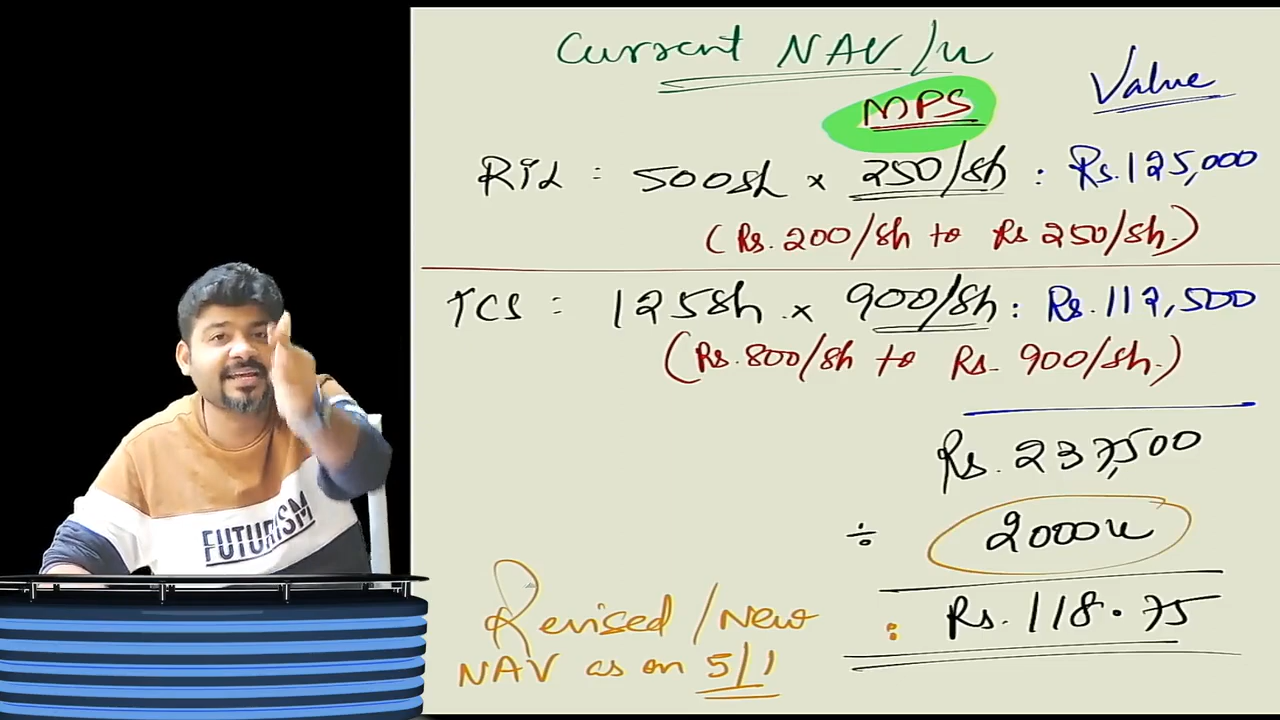 Current NAV/u
MPS
Value
RIL : 500sh × 250/sh : Rs.125,000
(Rs. 200/sh to Rs 250/sh.)
TCS = 125sh × 900/sh : Rs. 112,500
(Rs.800/sh to Rs. 900/sh.)
Rs. 237,500
÷ 2000u
Revised/New : Rs. 118.75
NAV as on 5/1
FUTURISM